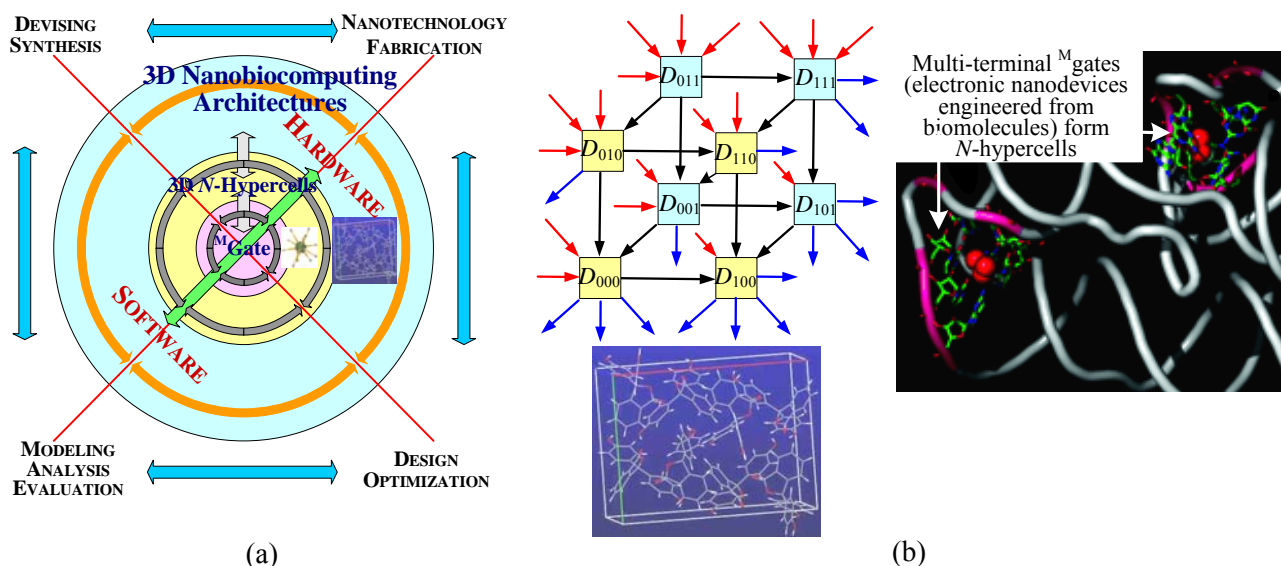 DEVISING
SYNTHESIS
NANOTECHNOLOGY
FABRICATION
3D Nanobiocomputing
Architectures
HARDWARE
3D N-Hypercells
ᴹGate
SOFTWARE
MODELING
ANALYSIS
EVALUATION
DESIGN
OPTIMIZATION
(a)
D₀₁₁
D₁₁₁
D₀₁₀
D₁₁₀
D₀₀₁
D₁₀₁
D₀₀₀
D₁₀₀
Multi-terminal ᴹgates
(electronic nanodevices
engineered from
biomolecules) form
N-hypercells
(b)